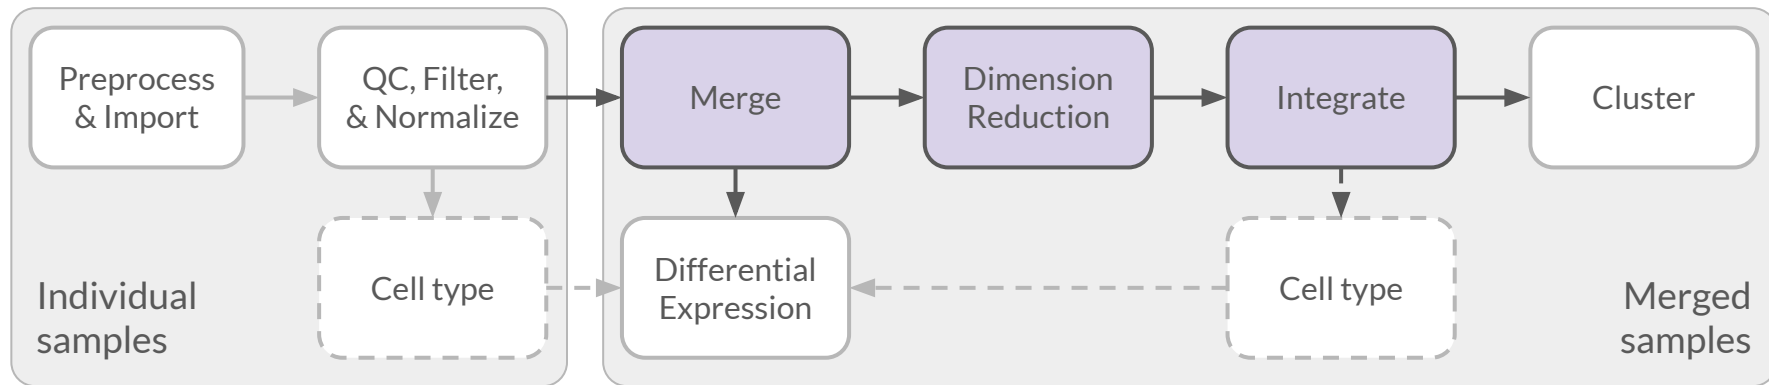 Preprocess
& Import
QC, Filter,
& Normalize
Merge
Dimension
Reduction
Integrate
Cluster
Individual
samples
Cell type
Differential
Expression
Cell type
Merged
samples